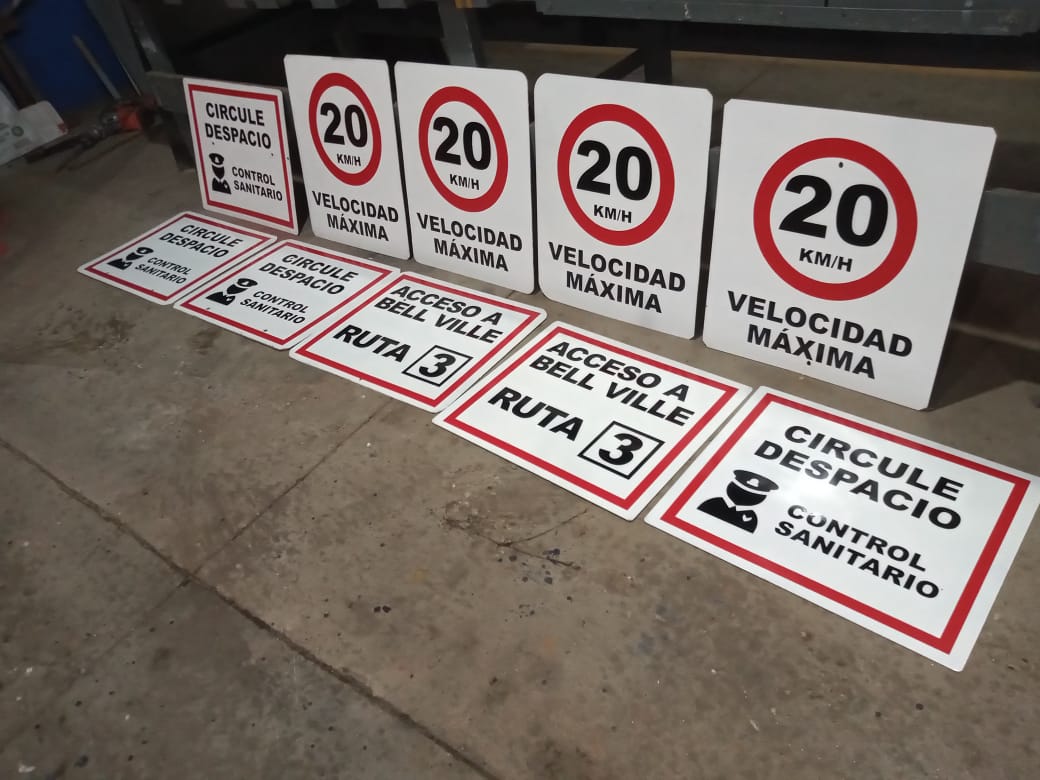 CIRCULE
DESPACIO
CONTROL
SANITARIO
20
KM/H
VELOCIDAD
MÁXIMA
20
KM/H
VELOCIDAD
MÁXIMA
20
KM/H
VELOCIDAD
MÁXIMA
20
KM/H
VELOCIDAD
MÁXIMA
CIRCULE
DESPACIO
CONTROL
SANITARIO
CIRCULE
DESPACIO
CONTROL
SANITARIO
ACCESO A
BELL VILLE
RUTA 3
ACCESO A
BELL VILLE
RUTA 3
CIRCULE
DESPACIO
CONTROL
SANITARIO